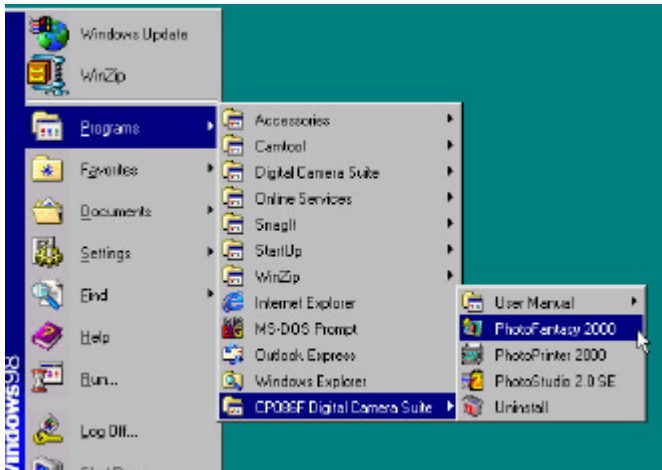 Windows Update
WinZip
Programs
Favorites
Documents
Settings
Find
Help
Run...
Log Off...
Windows98
Accessories
Camtool
Digital Camera Suite
Online Services
SnagIt
StartUp
WinZip
Internet Explorer
MS-DOS Prompt
Outlook Express
Windows Explorer
CP086F Digital Camera Suite
User Manual
PhotoFantasy 2000
PhotoPrinter 2000
PhotoStudio 2.0 SE
Uninstall